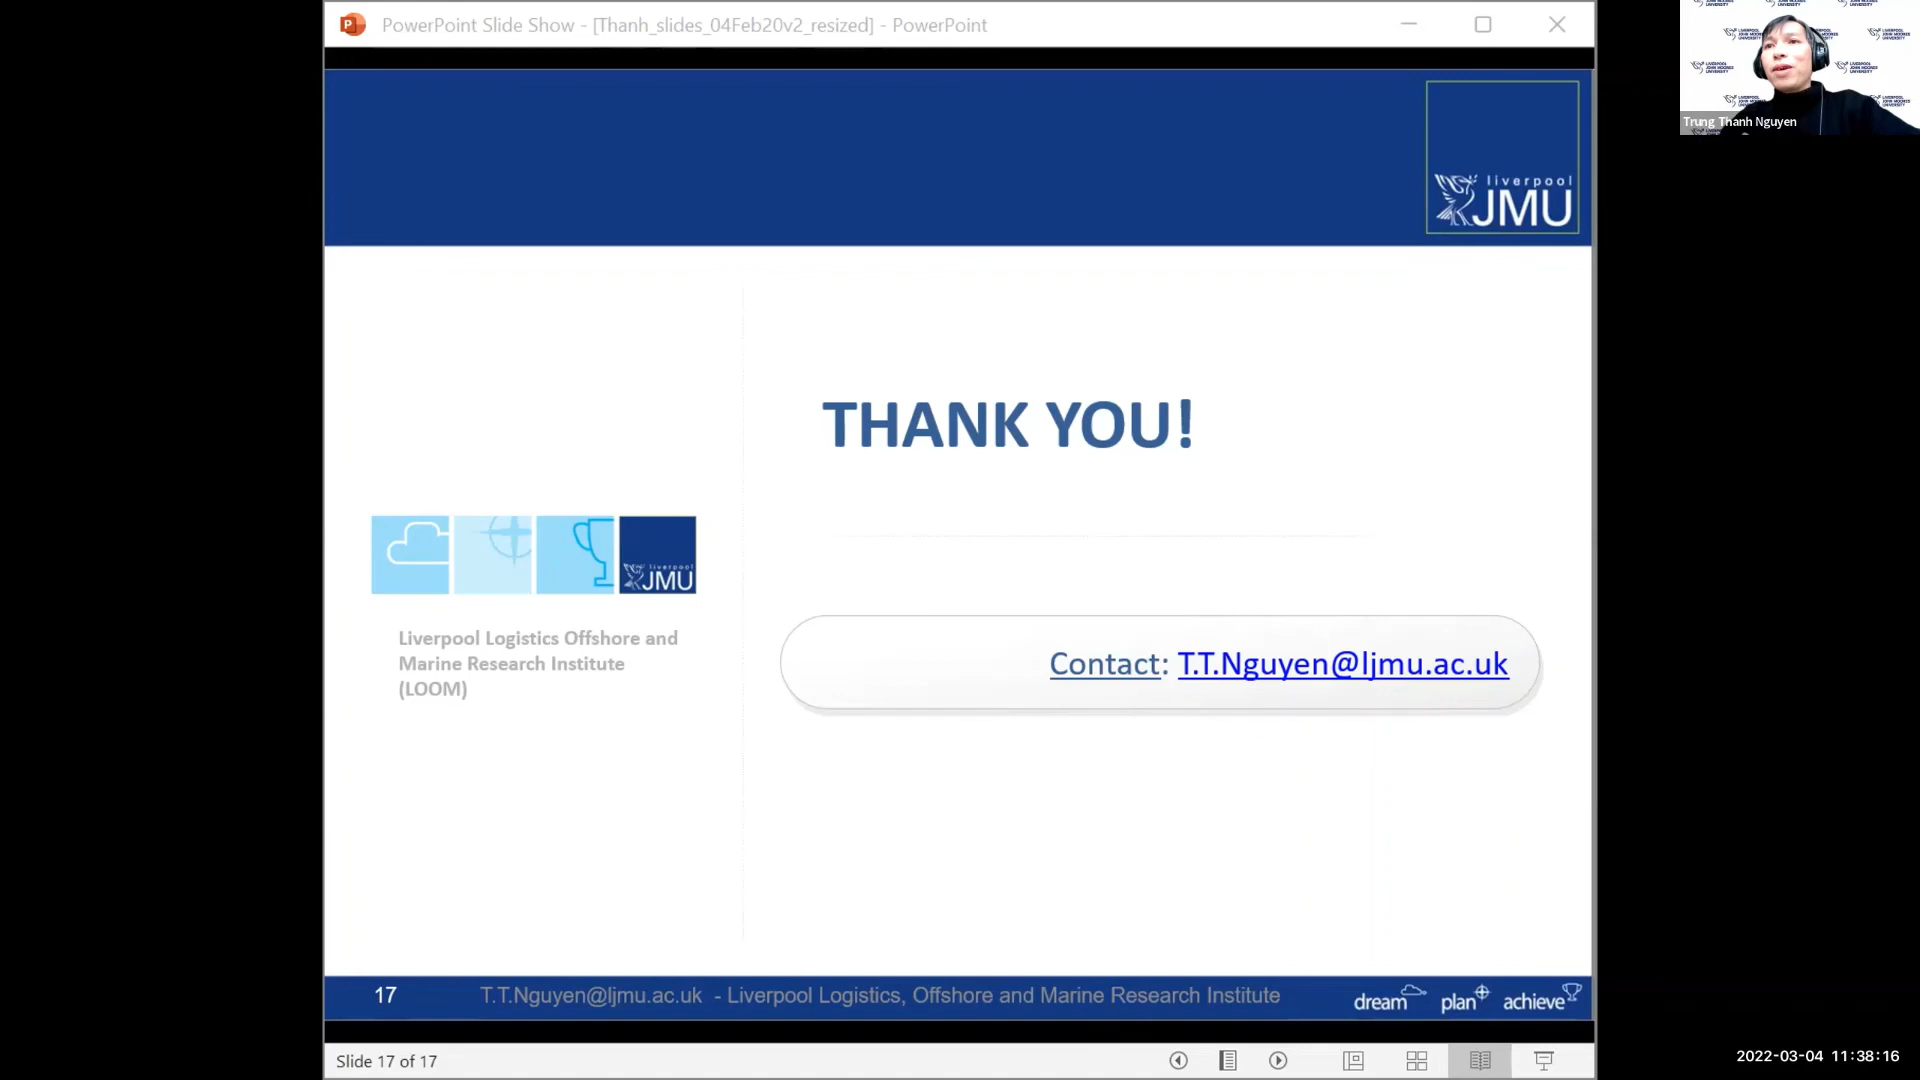 PowerPoint Slide Show - [Thanh_slides_04Feb20v2_resized] - PowerPoint
liverpool
JMU
Trung Thanh Nguyen
THANK YOU!
liverpool
JMU
Liverpool Logistics Offshore and
Marine Research Institute
(LOOM)
Contact: T.T.Nguyen@ljmu.ac.uk
17 T.T.Nguyen@ljmu.ac.uk - Liverpool Logistics, Offshore and Marine Research Institute dream plan achieve
Slide 17 of 17
2022-03-04 11:38:16